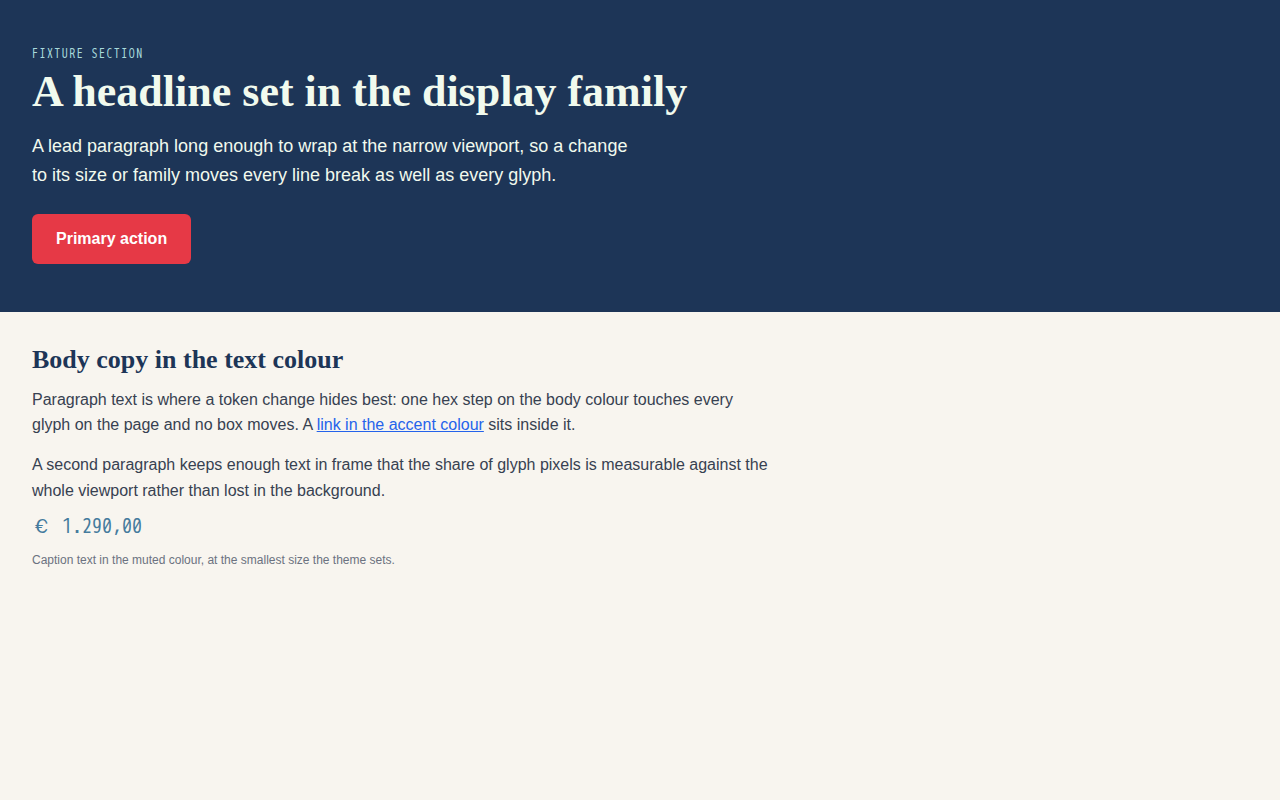 FIXTURE SECTION
A headline set in the display family
A lead paragraph long enough to wrap at the narrow viewport, so a change
to its size or family moves every line break as well as every glyph.
Primary action
Body copy in the text colour
Paragraph text is where a token change hides best: one hex step on the body colour touches every
glyph on the page and no box moves. A link in the accent colour sits inside it.
A second paragraph keeps enough text in frame that the share of glyph pixels is measurable against the
whole viewport rather than lost in the background.
€ 1.290,00
Caption text in the muted colour, at the smallest size the theme sets.